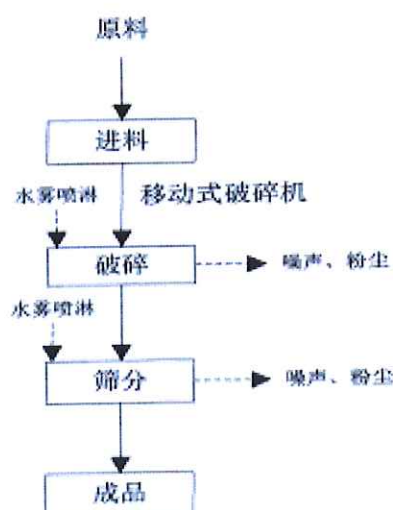 原料
进料
水雾喷淋
移动式破碎机
破碎
噪声、粉尘
水雾喷淋
筛分
噪声、粉尘
成品